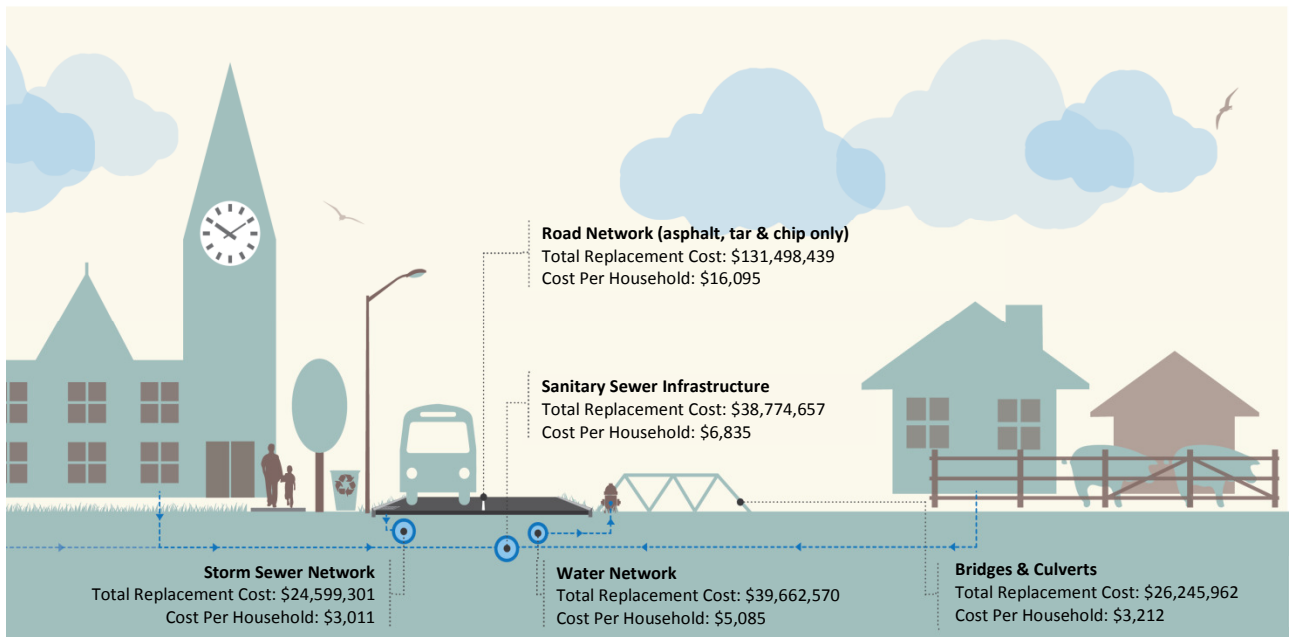 Road Network (asphalt, tar & chip only)
Total Replacement Cost: $131,498,439
Cost Per Household: $16,095
Sanitary Sewer Infrastructure
Total Replacement Cost: $38,774,657
Cost Per Household: $6,835
Storm Sewer Network
Total Replacement Cost: $24,599,301
Cost Per Household: $3,011
Water Network
Total Replacement Cost: $39,662,570
Cost Per Household: $5,085
Bridges & Culverts
Total Replacement Cost: $26,245,962
Cost Per Household: $3,212